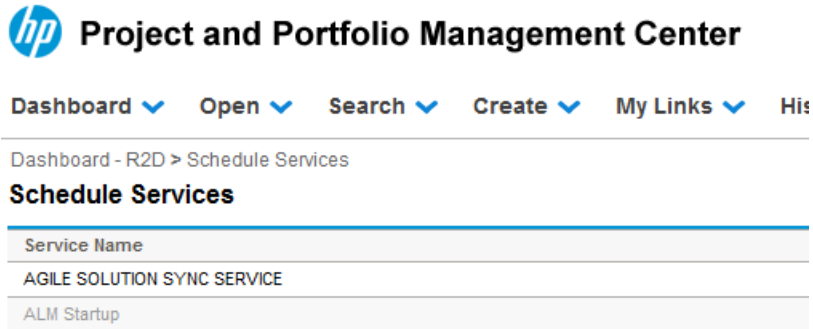 hp Project and Portfolio Management Center
Dashboard Open Search Create My Links His
Dashboard - R2D > Schedule Services
Schedule Services
Service Name
AGILE SOLUTION SYNC SERVICE
ALM Startup